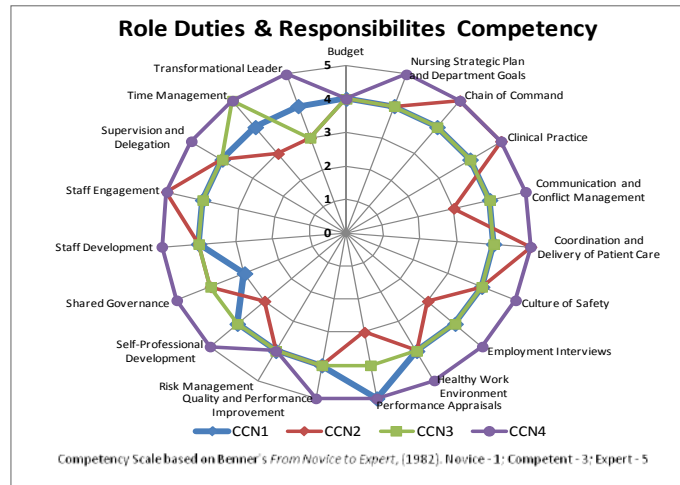 Role Duties & Responsibilites Competency
Budget
Transformational Leader
Nursing Strategic Plan
and Department Goals
Time Management
Chain of Command
Supervision and
Delegation
Clinical Practice
Staff Engagement
Communication and
Conflict Management
Staff Development
Coordination and
Delivery of Patient Care
Shared Governance
Culture of Safety
Self-Professional
Development
Employment Interviews
Risk Management
Healthy Work
Environment
Quality and Performance
Improvement
Performance Appraisals
5
4
3
2
1
0
CCN1 CCN2 CCN3 CCN4
Competency Scale based on Benner's From Novice to Expert, (1982). Novice - 1; Competent - 3; Expert - 5